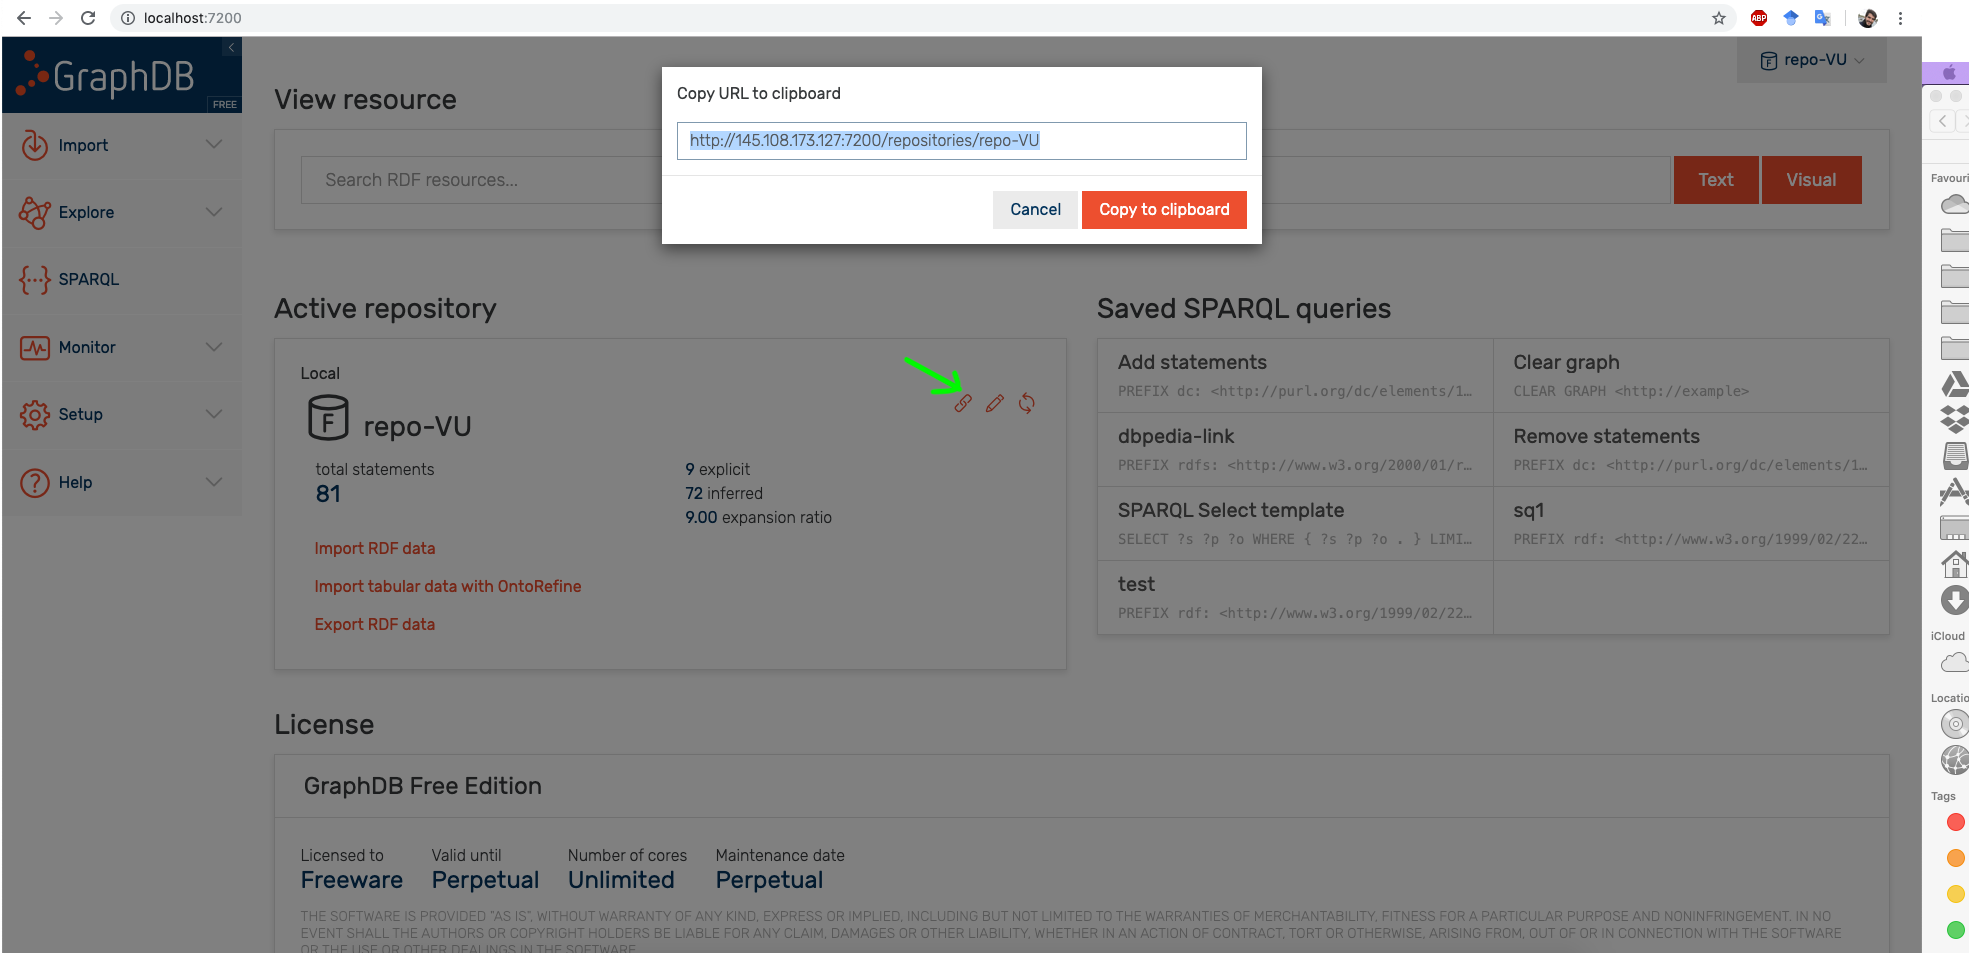 localhost:7200
ABP
GraphDB
FREE
repo-VU
Import
Explore
SPARQL
Monitor
Setup
Help
View resource
Search RDF resources...
Text
Visual
Copy URL to clipboard
http://145.108.173.127:7200/repositories/repo-VU
Cancel
Copy to clipboard
Active repository
Local
F repo-VU
total statements
81
9 explicit
72 inferred
9.00 expansion ratio
Import RDF data
Import tabular data with OntoRefine
Export RDF data
Saved SPARQL queries
Add statements
PREFIX dc: <http://purl.org/dc/elements/1...
Clear graph
CLEAR GRAPH <http://example>
dbpedia-link
PREFIX rdfs: <http://www.w3.org/2000/01/r...
Remove statements
PREFIX dc: <http://purl.org/dc/elements/1...
SPARQL Select template
SELECT ?s ?p ?o WHERE { ?s ?p ?o . } LIMI...
sq1
PREFIX rdf: <http://www.w3.org/1999/02/22...
test
PREFIX rdf: <http://www.w3.org/1999/02/22...
License
GraphDB Free Edition
Licensed to
Freeware
Valid until
Perpetual
Number of cores
Unlimited
Maintenance date
Perpetual
THE SOFTWARE IS PROVIDED "AS IS", WITHOUT WARRANTY OF ANY KIND, EXPRESS OR IMPLIED, INCLUDING BUT NOT LIMITED TO THE WARRANTIES OF MERCHANTABILITY, FITNESS FOR A PARTICULAR PURPOSE AND NONINFRINGEMENT. IN NO
EVENT SHALL THE AUTHORS OR COPYRIGHT HOLDERS BE LIABLE FOR ANY CLAIM, DAMAGES OR OTHER LIABILITY, WHETHER IN AN ACTION OF CONTRACT, TORT OR OTHERWISE, ARISING FROM, OUT OF OR IN CONNECTION WITH THE SOFTWARE
OR THE USE OR OTHER DEALINGS IN THE SOFTWARE.
Favouri
iCloud
Locatio
Tags